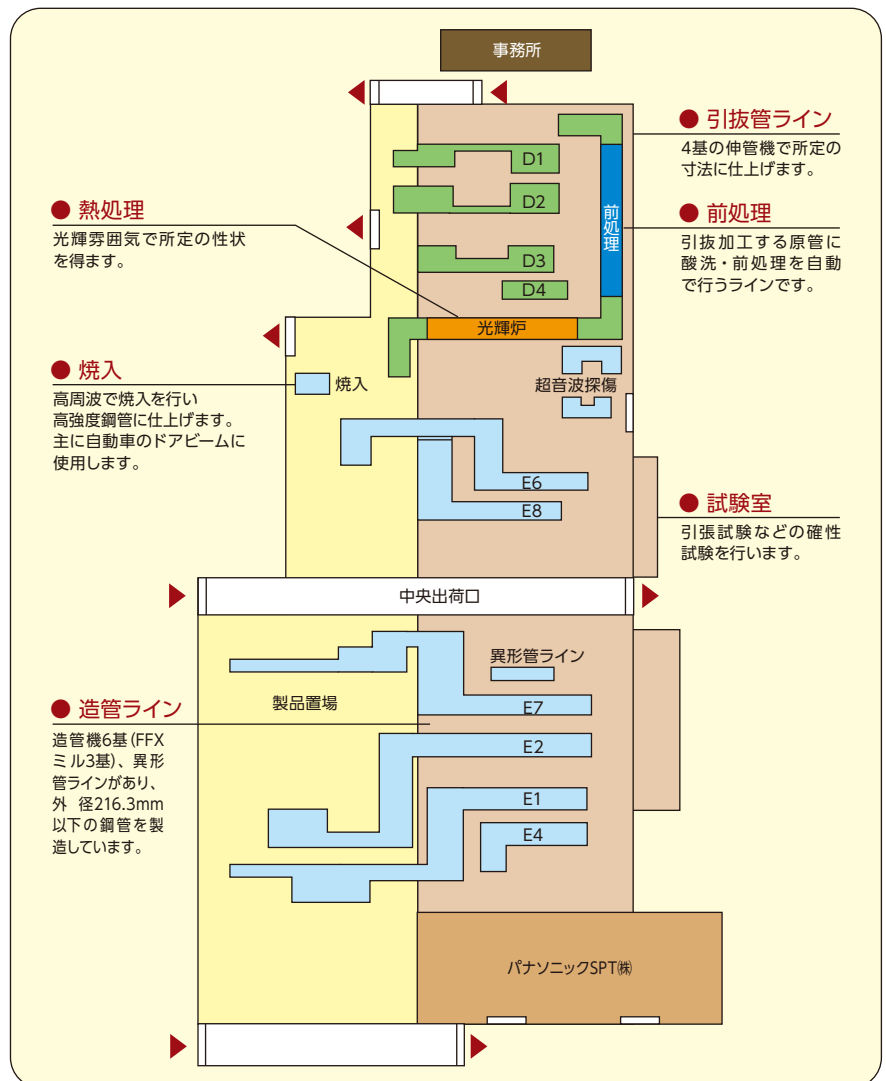 事務所
● 引抜管ライン
4基の伸管機で所定の
寸法に仕上げます。
D1
D2
D3
D4
前処理
● 前処理
引抜加工する原管に
酸洗・前処理を自動
で行うラインです。
● 熱処理
光輝雰囲気で所定の性状
を得ます。
光輝炉
● 焼入
高周波で焼入を行い
高強度鋼管に仕上げます。
主に自動車のドアビームに
使用します。
焼入
超音波探傷
E6
E8
● 試験室
引張試験などの確性
試験を行います。
中央出荷口
異形管ライン
製品置場
E7
E2
E1
E4
● 造管ライン
造管機6基(FFX
ミル3基)、異形
管ラインがあり、
外 径216.3mm
以下の鋼管を製
造しています。
パナソニックSPT㈱